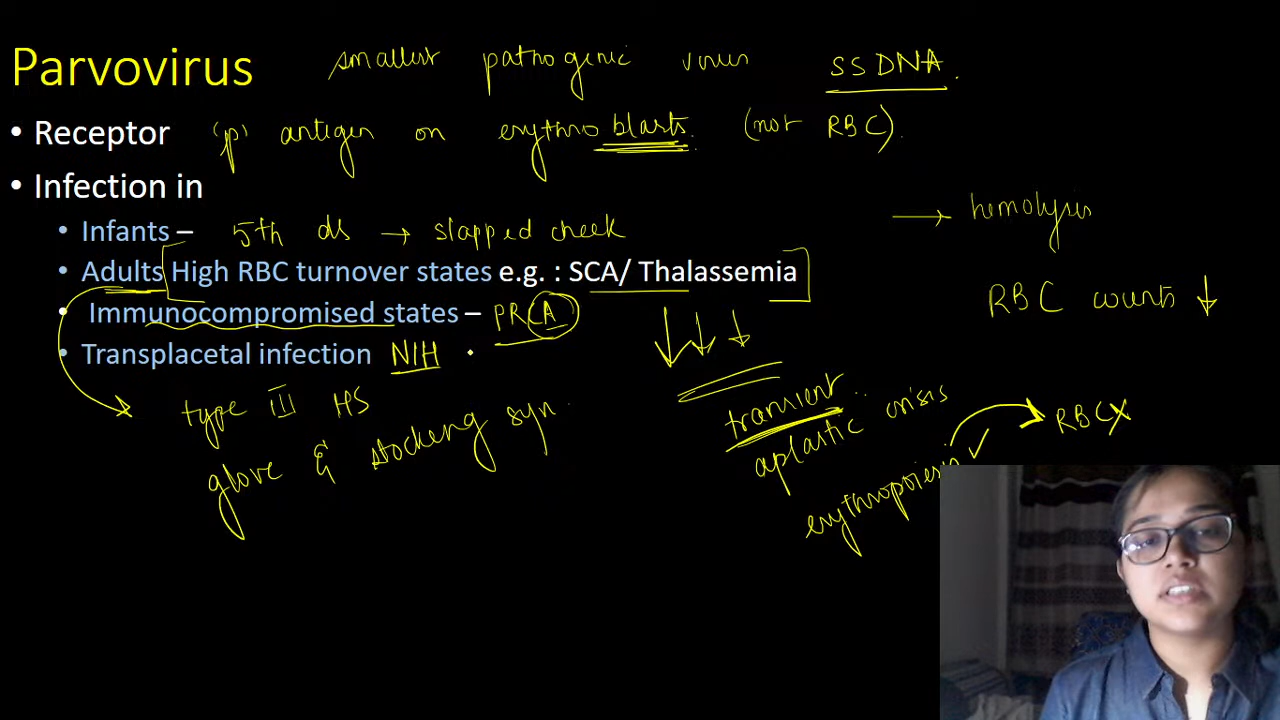 Parvovirus smallest pathogenic virus SSDNA.
• Receptor 'p' antigen on erythroblasts. (not RBC).
• Infection in
• Infants – 5th ds → slapped cheek
→ hemolysis
• Adults High RBC turnover states e.g. : SCA/ Thalassemia
RBC counts ↓
• Immunocompromised states – PRCA
• Transplacetal infection NIH
type III HS
glove & stocking syn.
transient
aplastic crisis
erythropoiesis ✓
RBC X